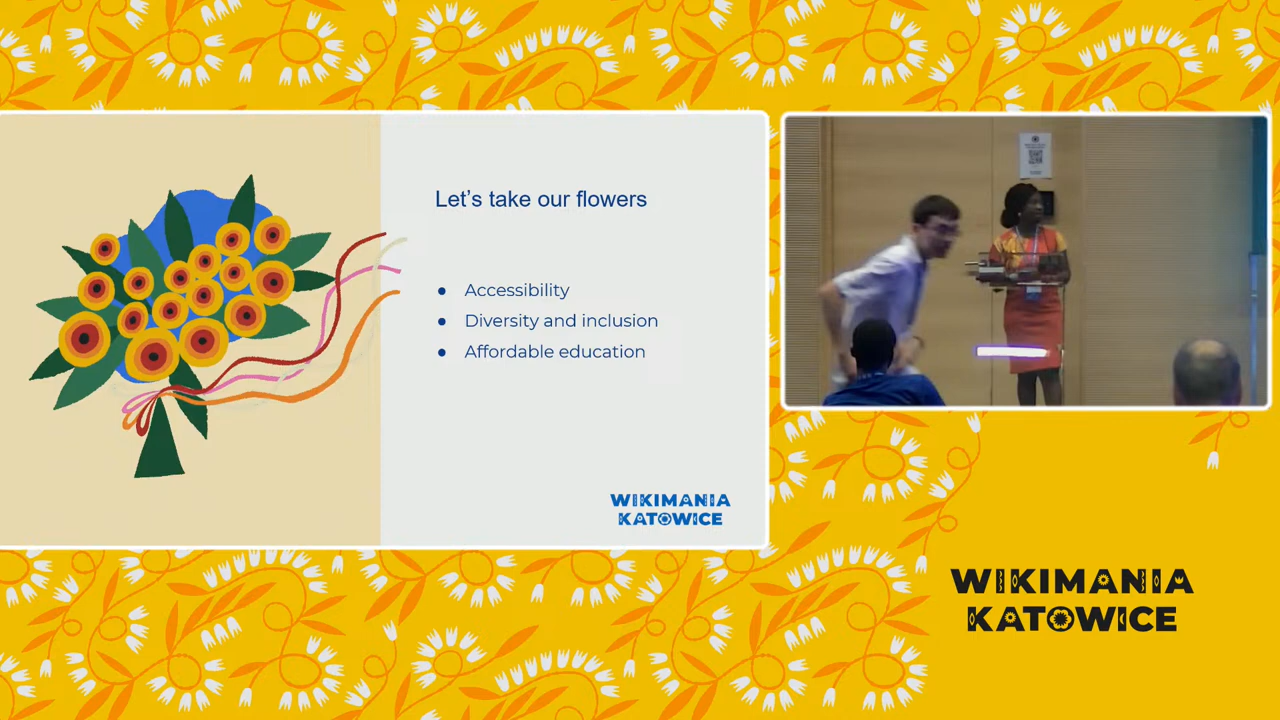 Let's take our flowers
● Accessibility
● Diversity and inclusion
● Affordable education
WIKIMANIA
KATOWICE
WIKIMANIA
KATOWICE